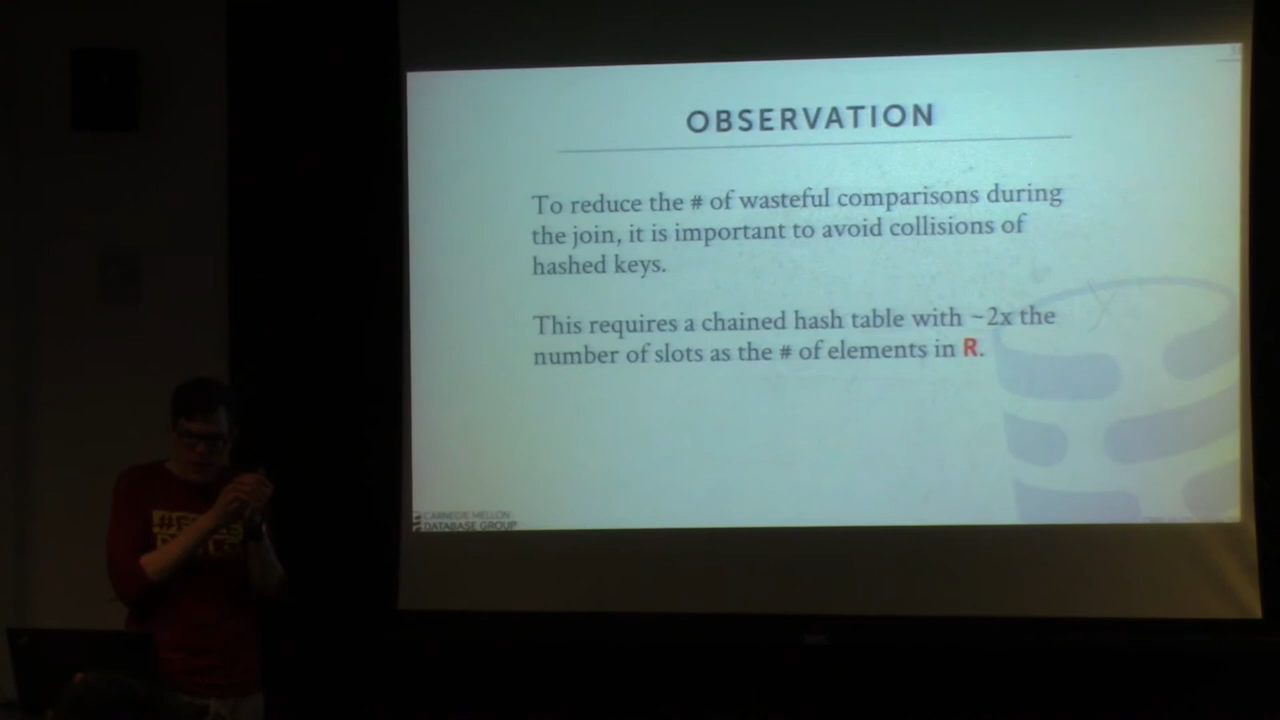 OBSERVATION
To reduce the # of wasteful comparisons during
the join, it is important to avoid collisions of
hashed keys.
This requires a chained hash table with ~2x the
number of slots as the # of elements in R.
CARNEGIE MELLON
DATABASE GROUP